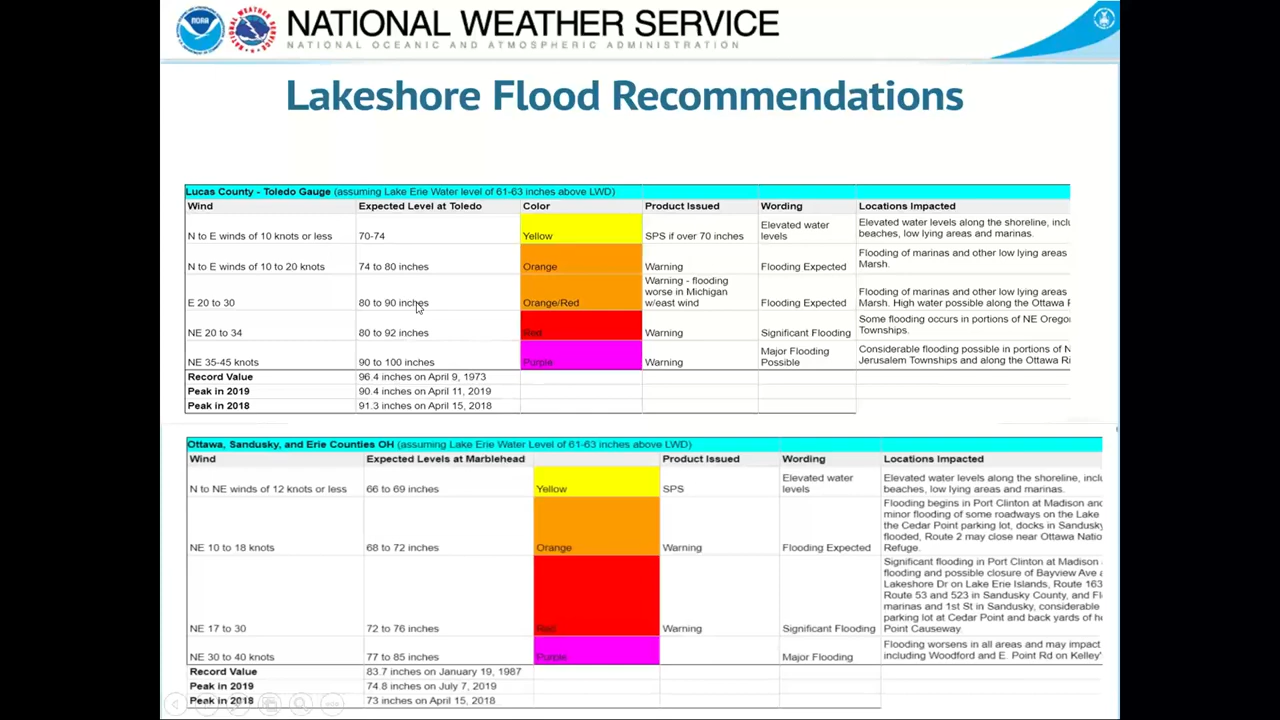 NOAA
NATIONAL WEATHER SERVICE
NATIONAL OCEANIC AND ATMOSPHERIC ADMINISTRATION
Lakeshore Flood Recommendations
Lucas County - Toledo Gauge (assuming Lake Erie Water level of 61-63 inches above LWD)
Wind Expected Level at Toledo Color Product Issued Wording Locations Impacted
N to E winds of 10 knots or less 70-74 Yellow SPS if over 70 inches Elevated water levels Elevated water levels along the shoreline, inclu
beaches, low lying areas and marinas.
N to E winds of 10 to 20 knots 74 to 80 inches Orange Warning Flooding Expected Flooding of marinas and other low lying areas
Marsh.
E 20 to 30 80 to 90 inches Orange/Red Warning - flooding worse in Michigan w/east wind Flooding Expected Flooding of marinas and other low lying areas
Marsh. High water possible along the Ottawa R
NE 20 to 34 80 to 92 inches Red Warning Significant Flooding Some flooding occurs in portions of NE Orego
Townships.
NE 35-45 knots 90 to 100 inches Purple Warning Major Flooding Possible Considerable flooding possible in portions of N
Jerusalem Townships and along the Ottawa Ri
Record Value 96.4 inches on April 9, 1973
Peak in 2019 90.4 inches on April 11, 2019
Peak in 2018 91.3 inches on April 15, 2018
Ottawa, Sandusky, and Erie Counties OH (assuming Lake Erie Water Level of 61-63 inches above LWD)
Wind Expected Levels at Marblehead Product Issued Wording Locations Impacted
N to NE winds of 12 knots or less 66 to 69 inches Yellow SPS Elevated water levels Elevated water levels along the shoreline, inclu
beaches, low lying areas and marinas.
NE 10 to 18 knots 68 to 72 inches Orange Warning Flooding Expected Flooding begins in Port Clinton at Madison and
minor flooding of some roadways on the Lake
the Cedar Point parking lot, docks in Sandusky
flooded, Route 2 may close near Ottawa Natio
Refuge.
NE 17 to 30 72 to 76 inches Red Warning Significant Flooding Significant flooding in Port Clinton at Madison
flooding and possible closure of Bayview Ave a
Lakeshore Dr on Lake Erie Islands, Route 163
Route 53 and 523 in Sandusky County, and Fl
marinas and 1st St in Sandusky, considerable
parking lot at Cedar Point and back yards of ho
Point Causeway.
NE 30 to 40 knots 77 to 85 inches Purple Major Flooding Flooding worsens in all areas and may impact
including Woodford and E. Point Rd on Kelley'
Record Value 83.7 inches on January 19, 1987
Peak in 2019 74.8 inches on July 7, 2019
Peak in 2018 73 inches on April 15, 2018